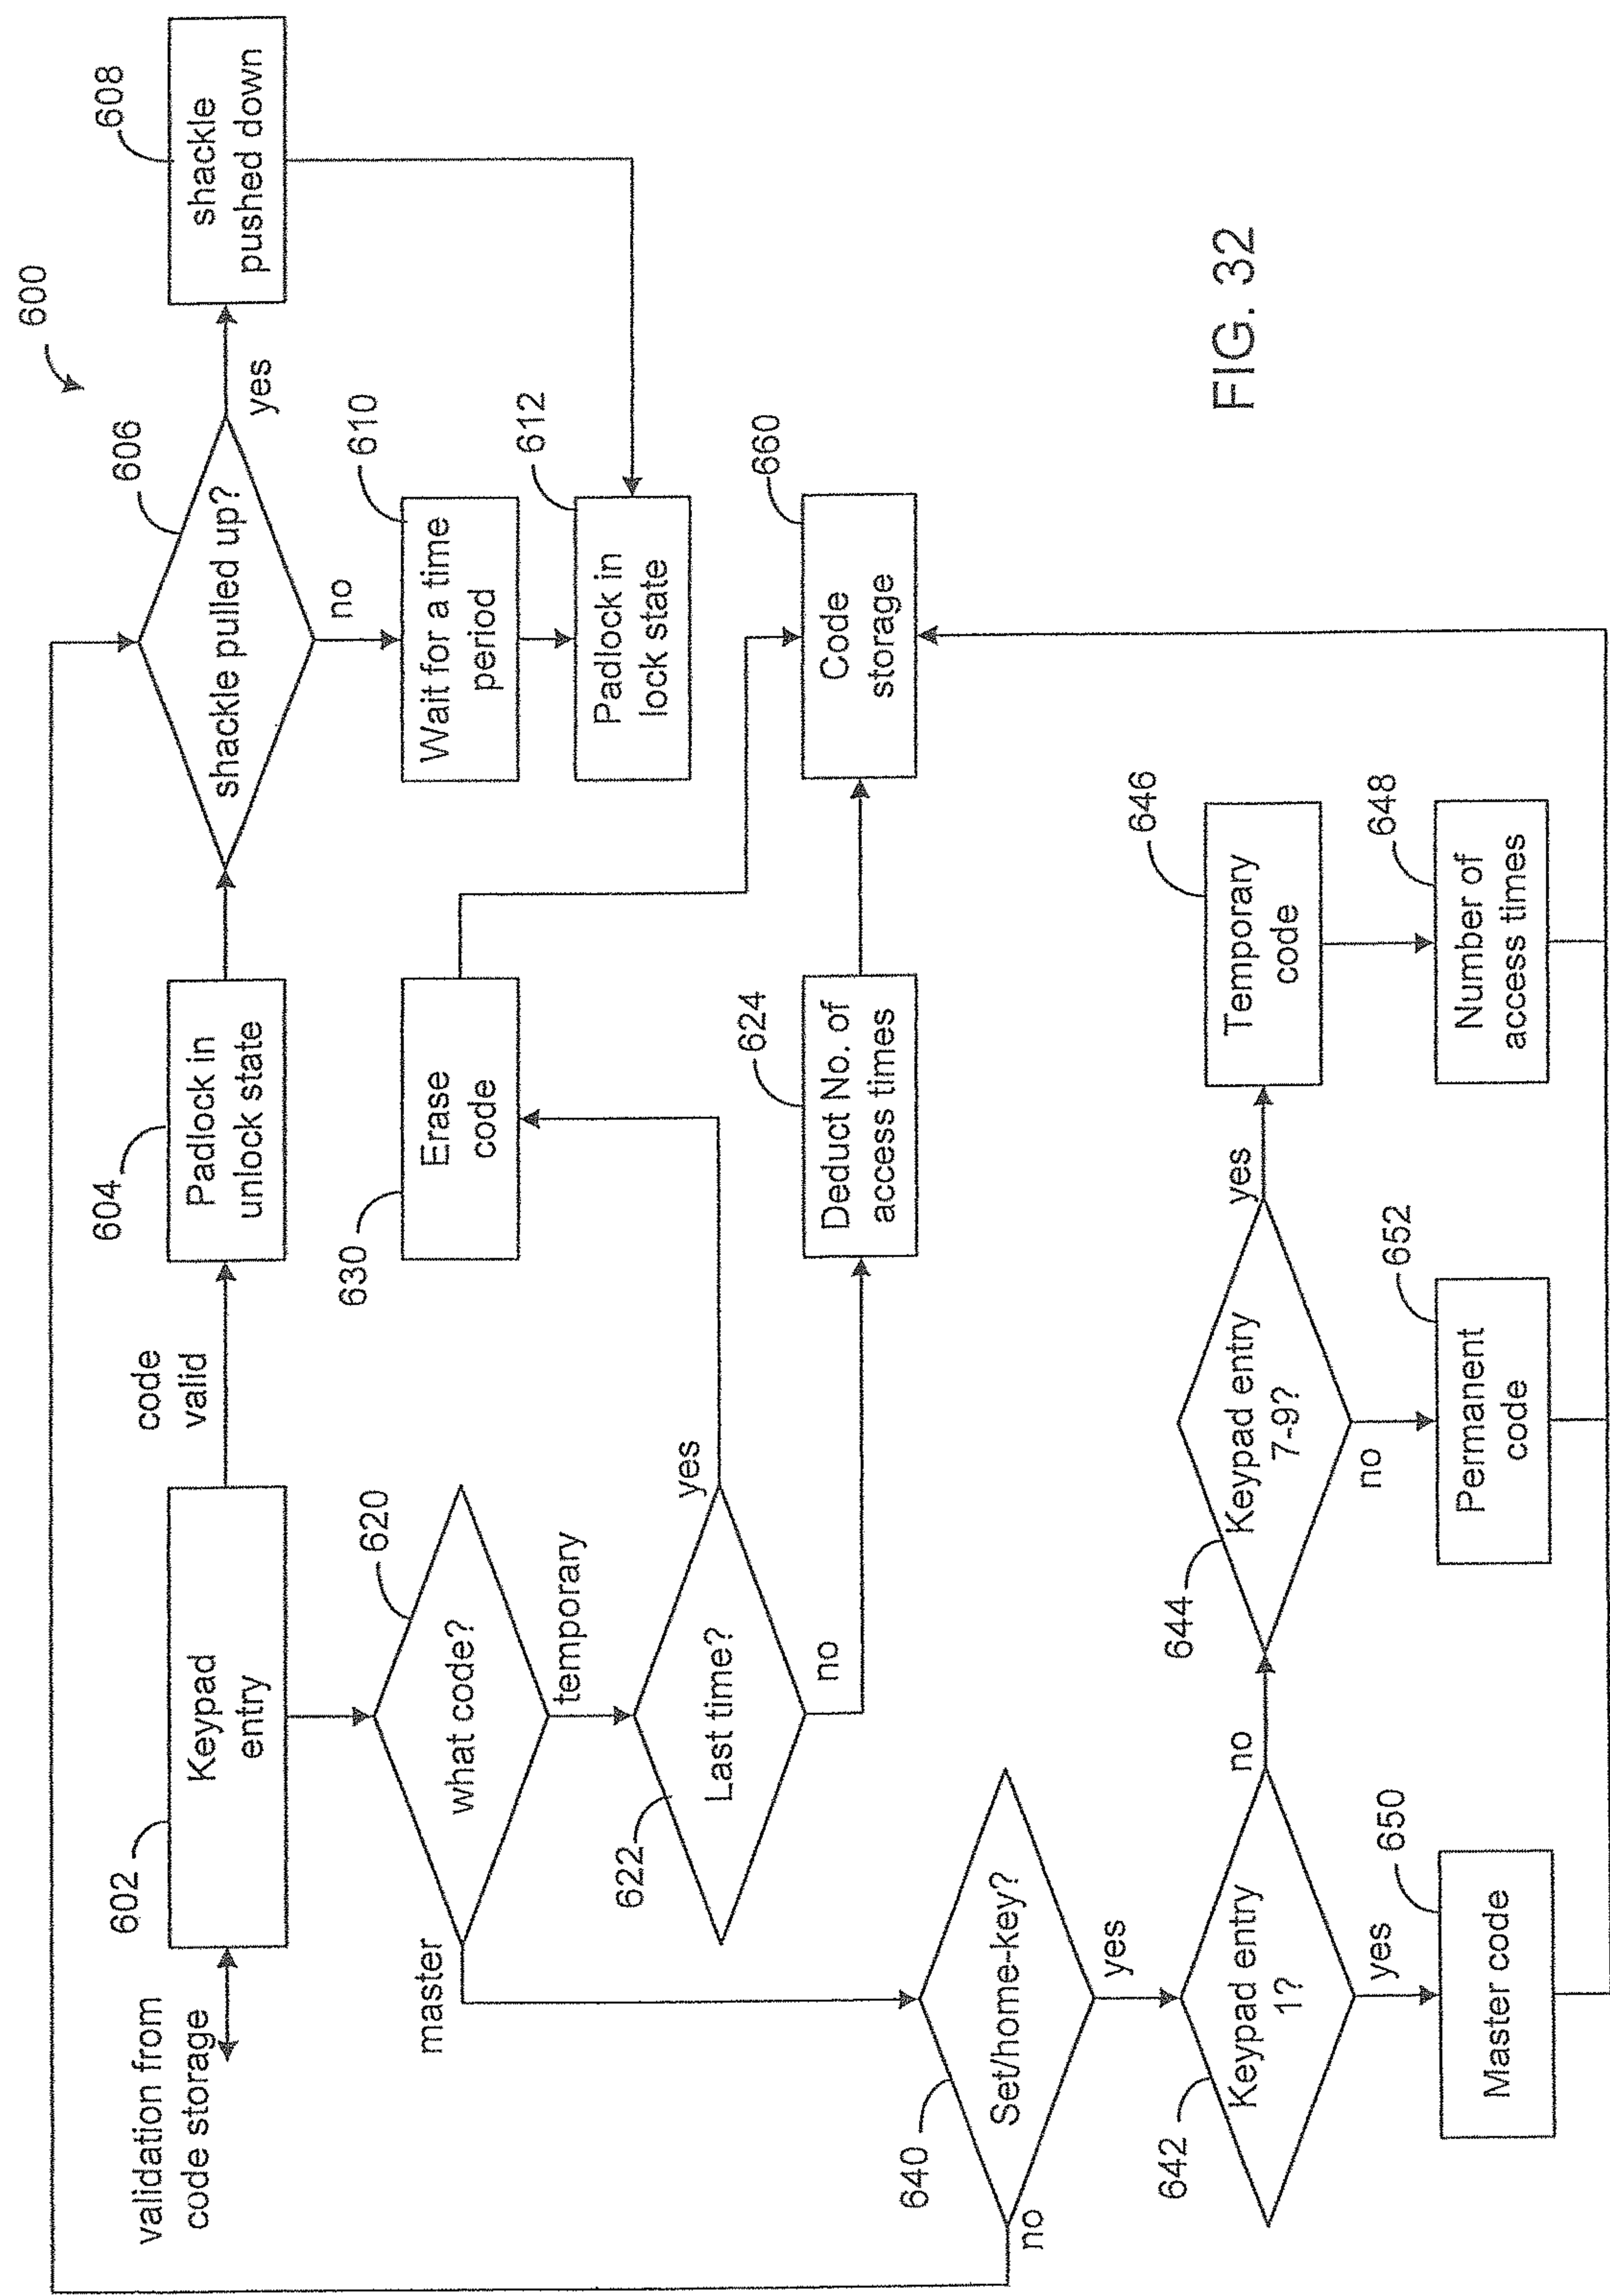 600
602
Keypad
entry
validation from
code storage
code
valid
604
Padlock in
unlock state
606
shackle pulled up?
yes
608
shackle
pushed down
no
610
Wait for a time
period
612
Padlock in
lock state
620
what code?
master
temporary
622
Last time?
yes
no
630
Erase
code
624
Deduct No. of
access times
660
Code
storage
640
Set/home-key?
no
yes
642
Keypad entry
1?
no
yes
650
Master code
644
Keypad entry
7-9?
yes
no
652
Permanent
code
646
Temporary
code
648
Number of
access times
FIG. 32